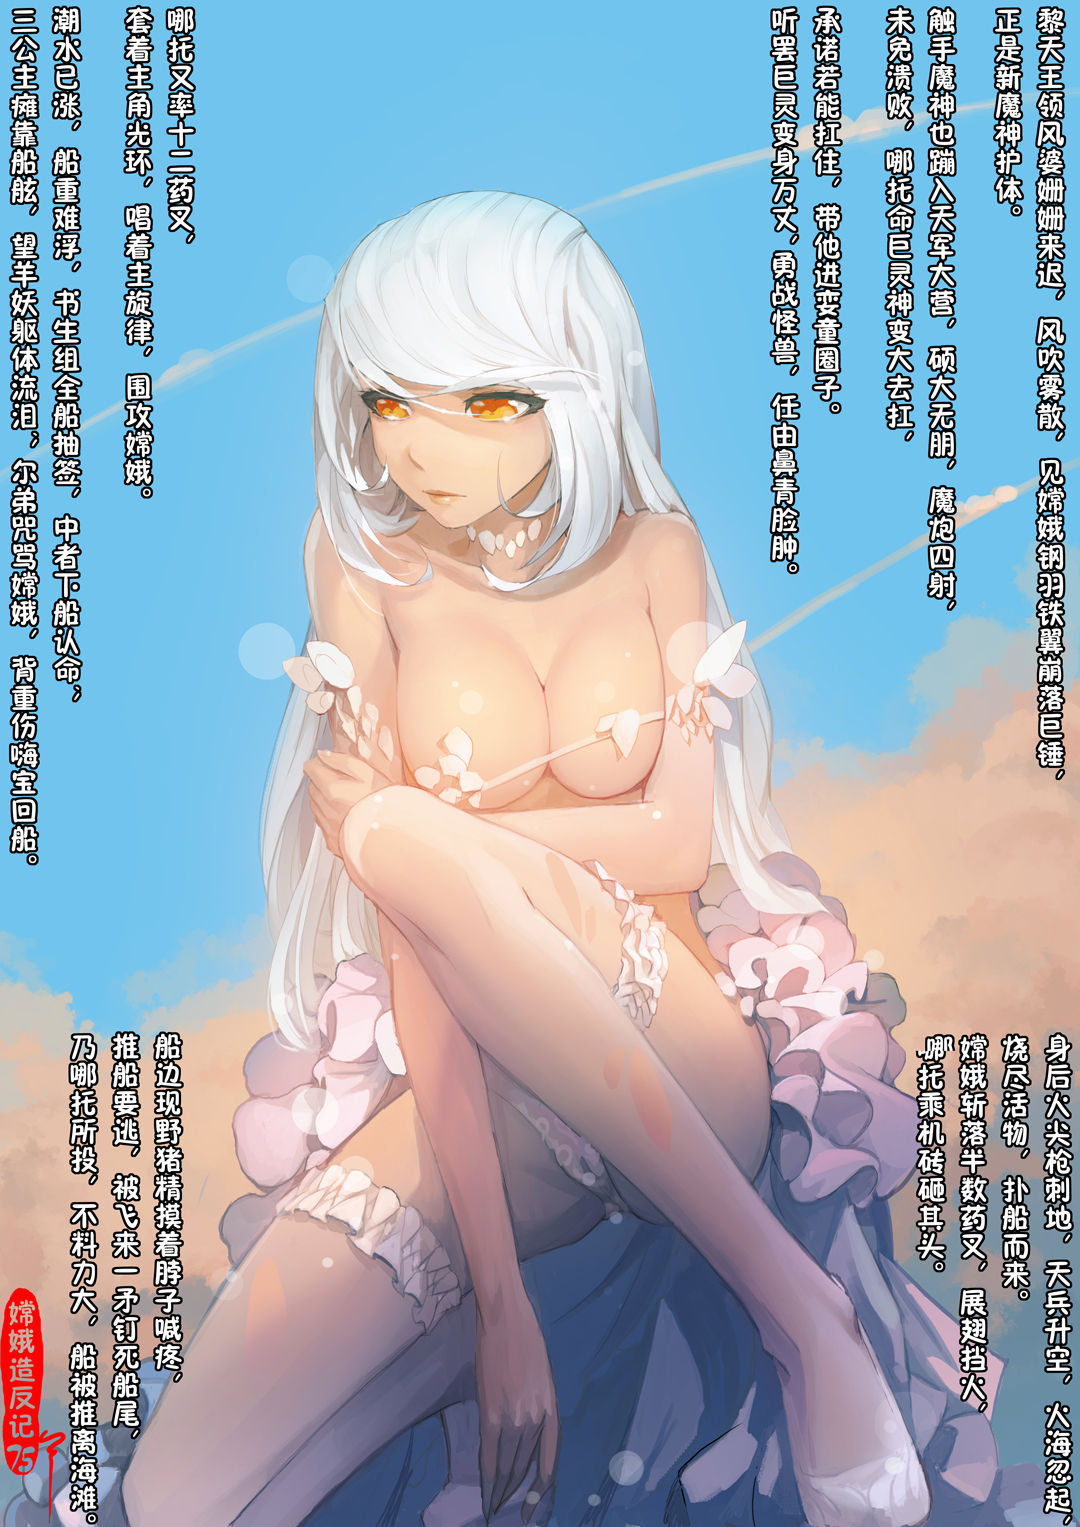 黎天王领风婆姗姗来迟，风吹雾散，见嫦娥钢羽铁翼崩落巨锤，
正是新魔神护体。
触手魔神也蹦入天军大营，硕大无朋，魔炮四射，
未免溃败，哪托命巨灵神变大去扛，
承诺若能扛住，带他进变童圈子。
听罢巨灵变身万丈，勇战怪兽，任由鼻青脸肿。
哪托又率十二药叉，
套着主角光环，唱着主旋律，围攻嫦娥。
潮水已涨，船重难浮，书生组全船抽签，中者下船认命；
三公主瘫靠船舷，望羊妖躯体流泪；尔弟咒骂嫦娥，背重伤嗨宝回船。
身后火尖枪刺地，天兵升空，火海忽起，
烧尽活物，扑船而来。
嫦娥斩落半数药叉，展翅挡火，
哪托乘机砖砸其头。
船边现野猪精摸着脖子喊疼，
推船要逃，被飞来一矛钉死船尾，
乃哪托所投，不料力大，船被推离海滩。
嫦娥造反记
75